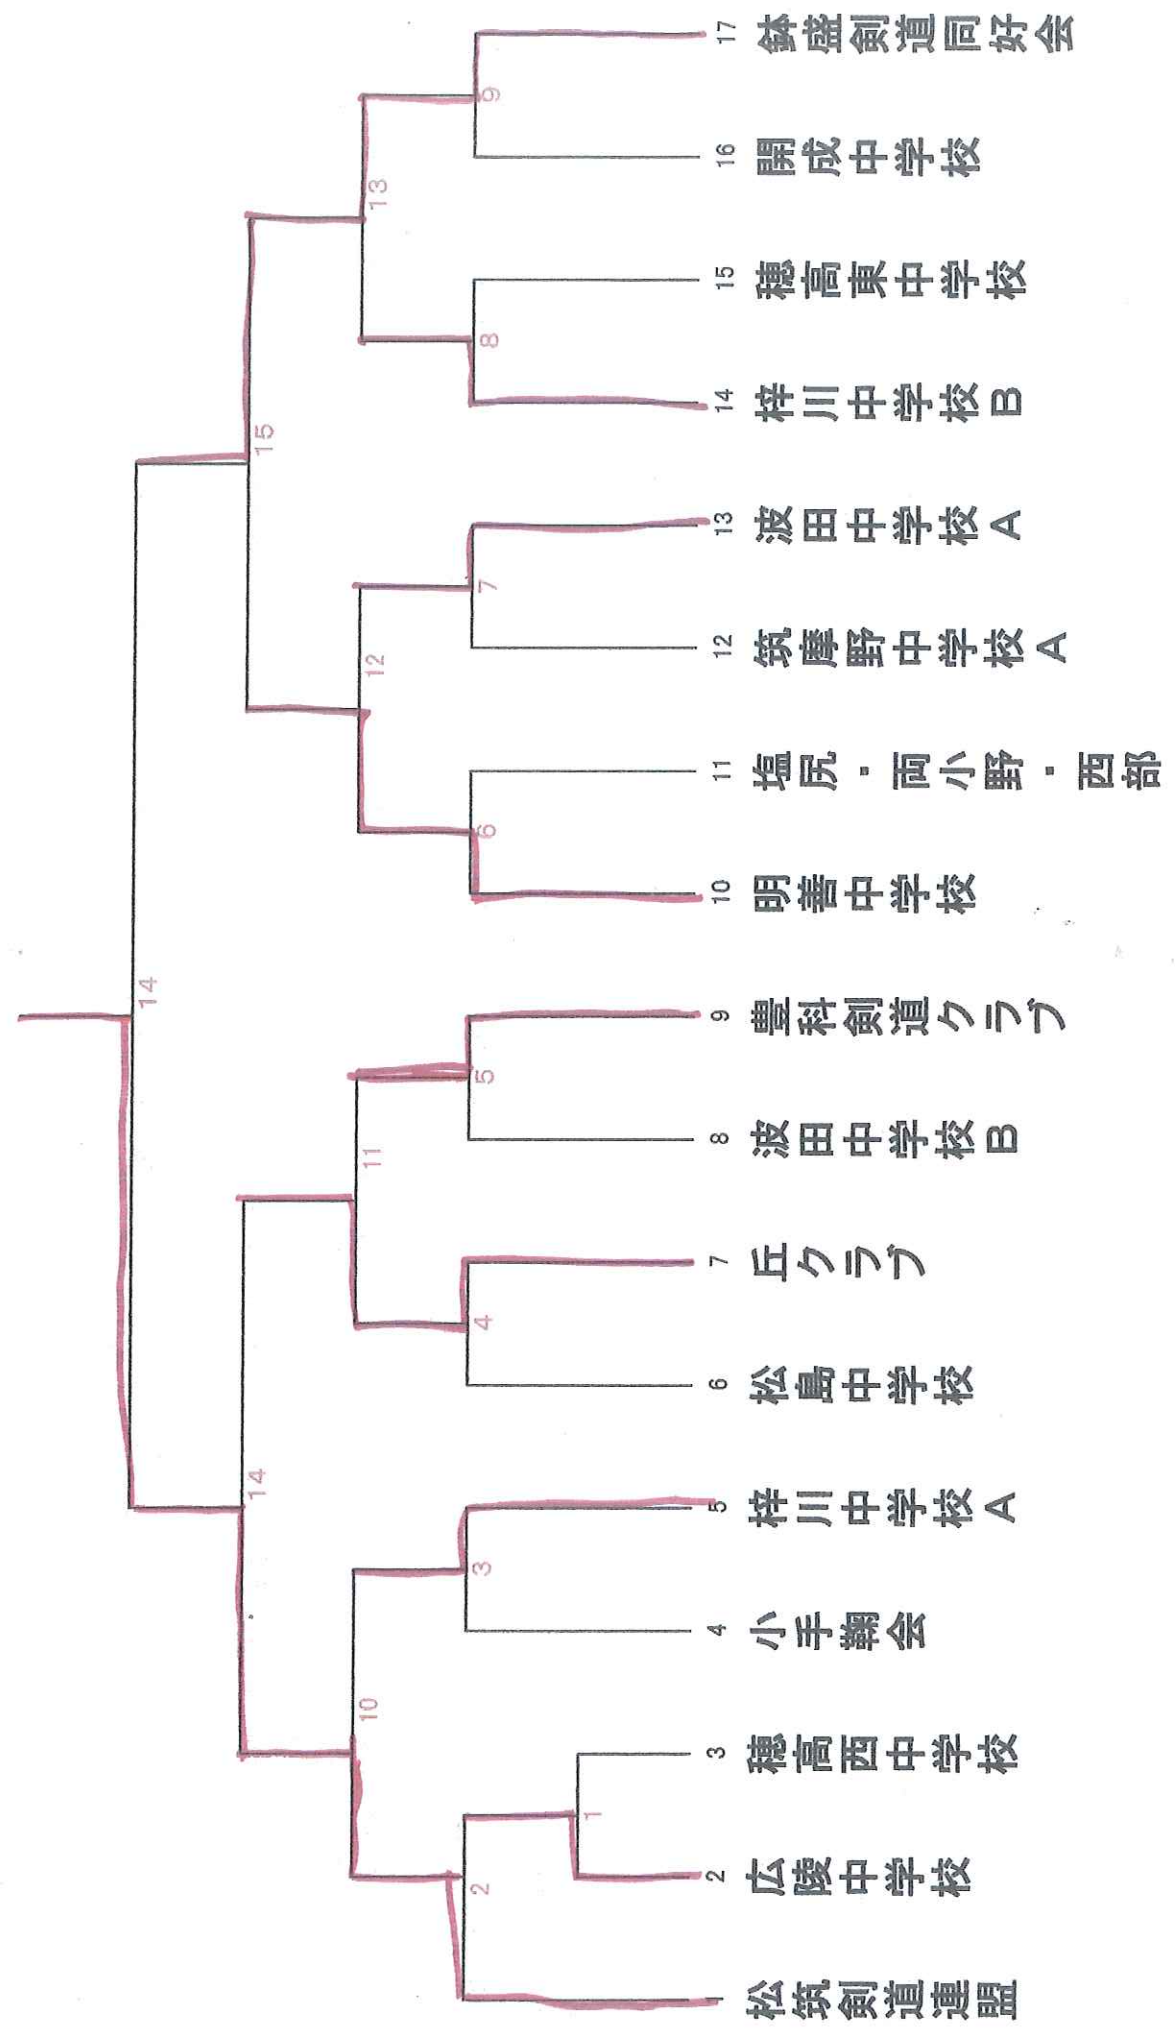 17 鉢盛剣道同好会
16 開成中学校
15 穂高東中学校
14 梓川中学校B
13 波田中学校A
12 筑摩野中学校A
11 塩尻・両小野・西部
10 明善中学校
9 豊科剣道クラブ
8 波田中学校B
7 丘クラブ
6 松島中学校
5 梓川中学校A
4 小手鞠会
3 穂高西中学校
2 広陵中学校
1 松筑剣道連盟
9
13
8
15
7
12
6
14
5
11
4
14
3
10
1
2